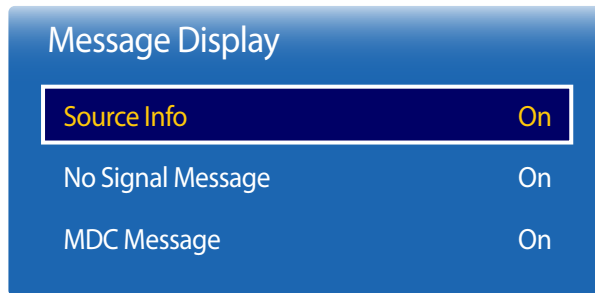 Message Display
Source Info On
No Signal Message On
MDC Message On